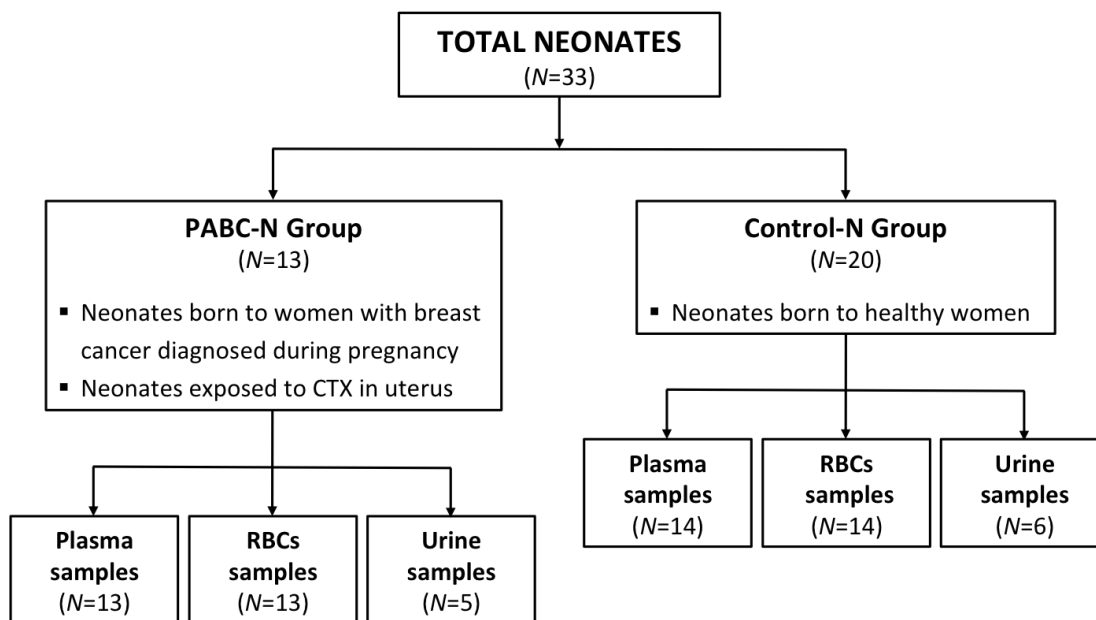 TOTAL NEONATES
(N=33)
PABC-N Group
(N=13)
▪ Neonates born to women with breast
cancer diagnosed during pregnancy
▪ Neonates exposed to CTX in uterus
Control-N Group
(N=20)
▪ Neonates born to healthy women
Plasma
samples
(N=13)
RBCs
samples
(N=13)
Urine
samples
(N=5)
Plasma
samples
(N=14)
RBCs
samples
(N=14)
Urine
samples
(N=6)